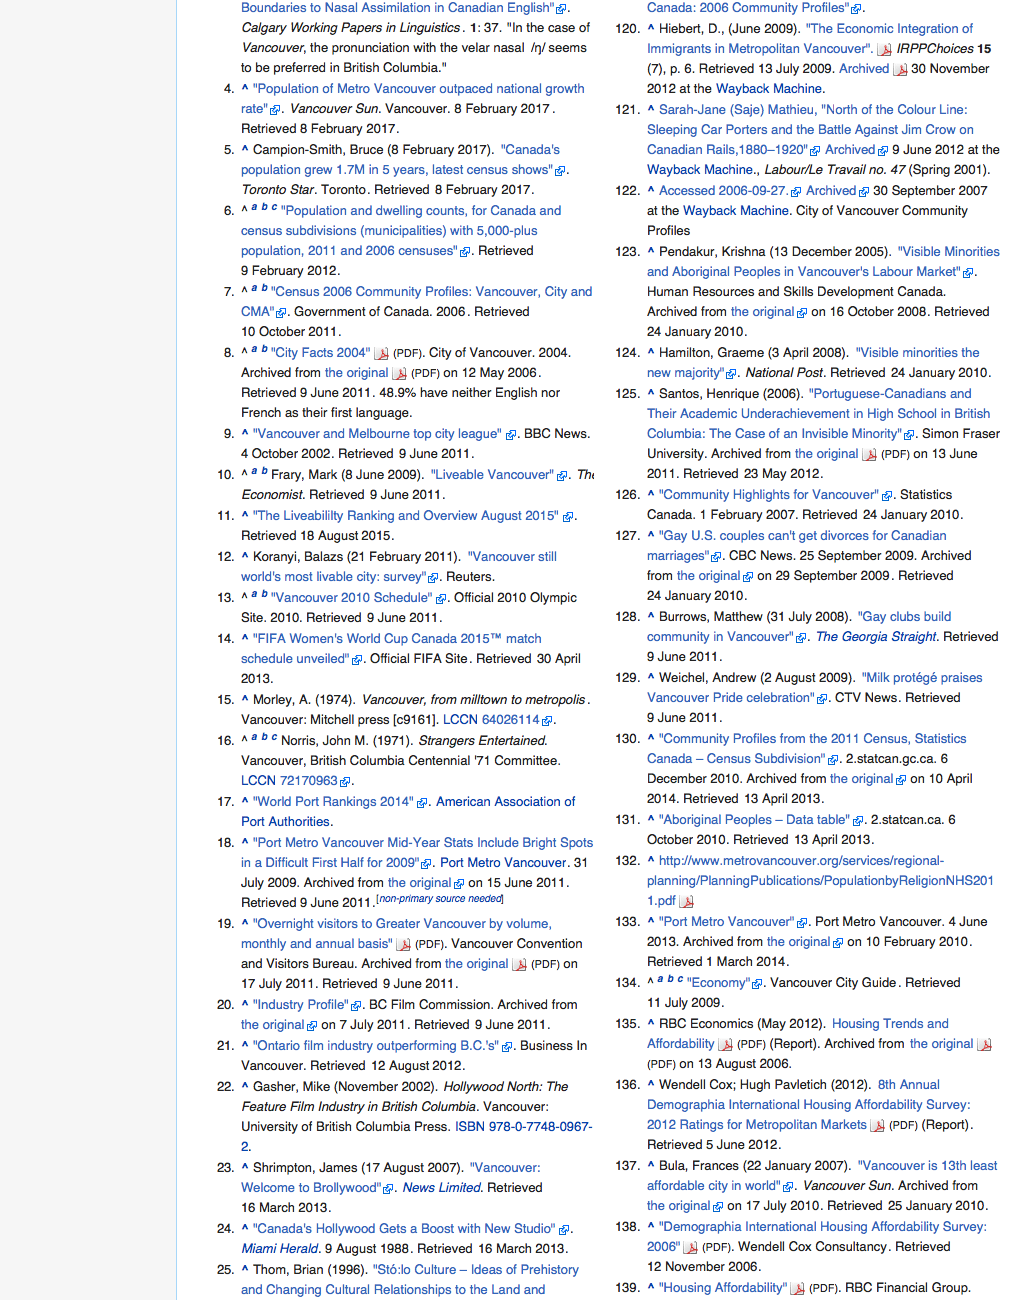 Boundaries to Nasal Assimilation in Canadian English".
Calgary Working Papers in Linguistics. 1: 37. "In the case of
Vancouver, the pronunciation with the velar nasal /ŋ/ seems
to be preferred in British Columbia."
4. ^ "Population of Metro Vancouver outpaced national growth
rate". Vancouver Sun. Vancouver. 8 February 2017.
Retrieved 8 February 2017.
5. ^ Campion-Smith, Bruce (8 February 2017). "Canada's
population grew 1.7M in 5 years, latest census shows".
Toronto Star. Toronto. Retrieved 8 February 2017.
6. ^ a b c "Population and dwelling counts, for Canada and
census subdivisions (municipalities) with 5,000-plus
population, 2011 and 2006 censuses". Retrieved
9 February 2012.
7. ^ a b "Census 2006 Community Profiles: Vancouver, City and
CMA". Government of Canada. 2006. Retrieved
10 October 2011.
8. ^ a b "City Facts 2004" (PDF). City of Vancouver. 2004.
Archived from the original (PDF) on 12 May 2006.
Retrieved 9 June 2011. 48.9% have neither English nor
French as their first language.
9. ^ "Vancouver and Melbourne top city league". BBC News.
4 October 2002. Retrieved 9 June 2011.
10. ^ a b Frary, Mark (8 June 2009). "Liveable Vancouver". The
Economist. Retrieved 9 June 2011.
11. ^ "The Liveabililty Ranking and Overview August 2015".
Retrieved 18 August 2015.
12. ^ Koranyi, Balazs (21 February 2011). "Vancouver still
world's most livable city: survey". Reuters.
13. ^ a b "Vancouver 2010 Schedule". Official 2010 Olympic
Site. 2010. Retrieved 9 June 2011.
14. ^ "FIFA Women's World Cup Canada 2015™ match
schedule unveiled". Official FIFA Site. Retrieved 30 April
2013.
15. ^ Morley, A. (1974). Vancouver, from milltown to metropolis.
Vancouver: Mitchell press [c9161]. LCCN 64026114.
16. ^ a b c Norris, John M. (1971). Strangers Entertained.
Vancouver, British Columbia Centennial '71 Committee.
LCCN 72170963.
17. ^ "World Port Rankings 2014". American Association of
Port Authorities.
18. ^ "Port Metro Vancouver Mid-Year Stats Include Bright Spots
in a Difficult First Half for 2009". Port Metro Vancouver. 31
July 2009. Archived from the original on 15 June 2011.
Retrieved 9 June 2011.[non-primary source needed]
19. ^ "Overnight visitors to Greater Vancouver by volume,
monthly and annual basis" (PDF). Vancouver Convention
and Visitors Bureau. Archived from the original (PDF) on
17 July 2011. Retrieved 9 June 2011.
20. ^ "Industry Profile". BC Film Commission. Archived from
the original on 7 July 2011. Retrieved 9 June 2011.
21. ^ "Ontario film industry outperforming B.C.'s". Business In
Vancouver. Retrieved 12 August 2012.
22. ^ Gasher, Mike (November 2002). Hollywood North: The
Feature Film Industry in British Columbia. Vancouver:
University of British Columbia Press. ISBN 978-0-7748-0967-
2.
23. ^ Shrimpton, James (17 August 2007). "Vancouver:
Welcome to Brollywood". News Limited. Retrieved
16 March 2013.
24. ^ "Canada's Hollywood Gets a Boost with New Studio".
Miami Herald. 9 August 1988. Retrieved 16 March 2013.
25. ^ Thom, Brian (1996). "Stó:lo Culture – Ideas of Prehistory
and Changing Cultural Relationships to the Land and
Canada: 2006 Community Profiles".
120. ^ Hiebert, D., (June 2009). "The Economic Integration of
Immigrants in Metropolitan Vancouver". IRPPChoices 15
(7), p. 6. Retrieved 13 July 2009. Archived 30 November
2012 at the Wayback Machine.
121. ^ Sarah-Jane (Saje) Mathieu, "North of the Colour Line:
Sleeping Car Porters and the Battle Against Jim Crow on
Canadian Rails,1880–1920" Archived 9 June 2012 at the
Wayback Machine., Labour/Le Travail no. 47 (Spring 2001).
122. ^ Accessed 2006-09-27. Archived 30 September 2007
at the Wayback Machine. City of Vancouver Community
Profiles
123. ^ Pendakur, Krishna (13 December 2005). "Visible Minorities
and Aboriginal Peoples in Vancouver's Labour Market".
Human Resources and Skills Development Canada.
Archived from the original on 16 October 2008. Retrieved
24 January 2010.
124. ^ Hamilton, Graeme (3 April 2008). "Visible minorities the
new majority". National Post. Retrieved 24 January 2010.
125. ^ Santos, Henrique (2006). "Portuguese-Canadians and
Their Academic Underachievement in High School in British
Columbia: The Case of an Invisible Minority". Simon Fraser
University. Archived from the original (PDF) on 13 June
2011. Retrieved 23 May 2012.
126. ^ "Community Highlights for Vancouver". Statistics
Canada. 1 February 2007. Retrieved 24 January 2010.
127. ^ "Gay U.S. couples can't get divorces for Canadian
marriages". CBC News. 25 September 2009. Archived
from the original on 29 September 2009. Retrieved
24 January 2010.
128. ^ Burrows, Matthew (31 July 2008). "Gay clubs build
community in Vancouver". The Georgia Straight. Retrieved
9 June 2011.
129. ^ Weichel, Andrew (2 August 2009). "Milk protégé praises
Vancouver Pride celebration". CTV News. Retrieved
9 June 2011.
130. ^ "Community Profiles from the 2011 Census, Statistics
Canada – Census Subdivision". 2.statcan.gc.ca. 6
December 2010. Archived from the original on 10 April
2014. Retrieved 13 April 2013.
131. ^ "Aboriginal Peoples – Data table". 2.statcan.ca. 6
October 2010. Retrieved 13 April 2013.
132. ^ http://www.metrovancouver.org/services/regional-
planning/PlanningPublications/PopulationbyReligionNHS201
1.pdf
133. ^ "Port Metro Vancouver". Port Metro Vancouver. 4 June
2013. Archived from the original on 10 February 2010.
Retrieved 1 March 2014.
134. ^ a b c "Economy". Vancouver City Guide. Retrieved
11 July 2009.
135. ^ RBC Economics (May 2012). Housing Trends and
Affordability (PDF) (Report). Archived from the original
(PDF) on 13 August 2006.
136. ^ Wendell Cox; Hugh Pavletich (2012). 8th Annual
Demographia International Housing Affordability Survey:
2012 Ratings for Metropolitan Markets (PDF) (Report).
Retrieved 5 June 2012.
137. ^ Bula, Frances (22 January 2007). "Vancouver is 13th least
affordable city in world". Vancouver Sun. Archived from
the original on 17 July 2010. Retrieved 25 January 2010.
138. ^ "Demographia International Housing Affordability Survey:
2006" (PDF). Wendell Cox Consultancy. Retrieved
12 November 2006.
139. ^ "Housing Affordability" (PDF). RBC Financial Group.